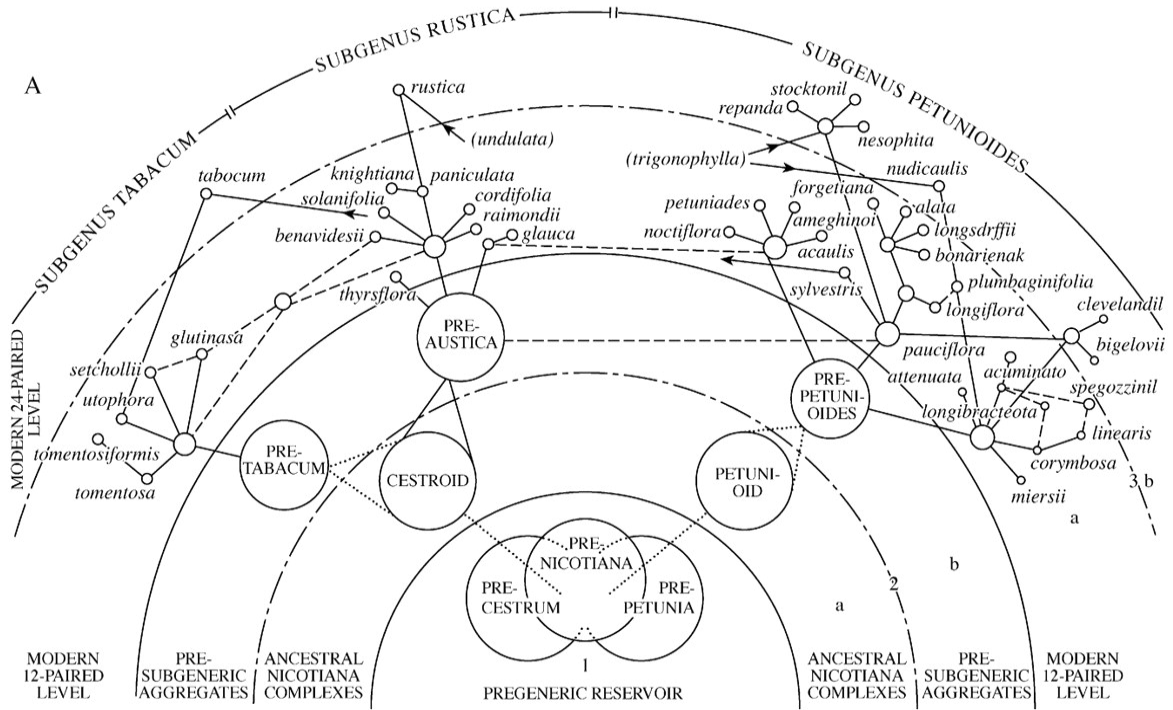 SUBGENUS RUSTICA
SUBGENUS PETUNIOIDES
SUBGENUS TABACUM
A
rustica
(undulata)
stocktonil
repanda
nesophita
(trigonophylla)
nudicaulis
tabocum
knightiana
paniculata
solanifolia
cordifolia
raimondii
benavidesii
glauca
thyrsflora
forgetiana
petuniades
alata
ameghinoi
longsdrffii
noctiflora
bonarienak
acaulis
sylvestris
plumbaginifolia
longiflora
clevelandil
bigelovii
pauciflora
glutinasa
setchollii
utophora
tomentosiformis
tomentosa
attenuata
acuminato
spegozzinil
longibracteota
linearis
corymbosa
miersii
PRE-
AUSTICA
PRE-
PETUNI-
OIDES
PRE-
TABACUM
CESTROID
PETUNI-
OID
PRE-
NICOTIANA
PRE-
CESTRUM
PRE-
PETUNIA
MODERN 24-PAIRED
LEVEL
3 b
a
b
2
a
1
MODERN
12-PAIRED
LEVEL
PRE-
SUBGENERIC
AGGREGATES
ANCESTRAL
NICOTIANA
COMPLEXES
PREGENERIC RESERVOIR
ANCESTRAL
NICOTIANA
COMPLEXES
PRE-
SUBGENERIC
AGGREGATES
MODERN
12-PAIRED
LEVEL